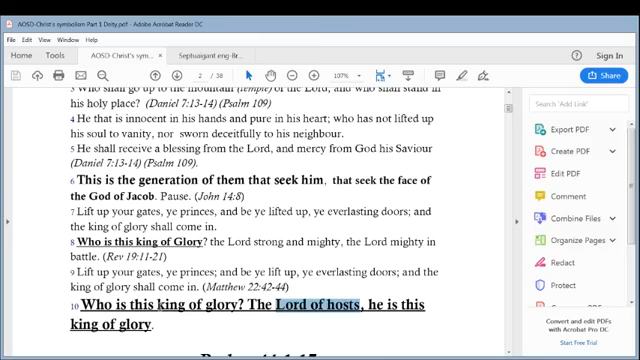 AOSD-Christ's symbolism Part 1 Deity.pdf - Adobe Acrobat Reader DC
File Edit View Window Help
Home Tools AOSD-Christ's sym... × Septuaigant eng-Br... Sign In
2 / 38 107% Share
3 Who shall go up to the mountain (temple) of the Lord, and who shall stand in
his holy place? (Daniel 7:13-14) (Psalm 109)
4 He that is innocent in his hands and pure in his heart; who has not lifted up
his soul to vanity, nor sworn deceitfully to his neighbour.
5 He shall receive a blessing from the Lord, and mercy from God his Saviour
(Daniel 7:13-14) (Psalm 109).
6 This is the generation of them that seek him, that seek the face of
the God of Jacob. Pause. (John 14:8)
7 Lift up your gates, ye princes, and be ye lifted up, ye everlasting doors; and
the king of glory shall come in.
8 Who is this king of Glory? the Lord strong and mighty, the Lord mighty in
battle. (Rev 19:11-21)
9 Lift up your gates, ye princes; and be ye lift up, ye everlasting doors; and the
king of glory shall come in. (Matthew 22:42-44)
10 Who is this king of glory? The Lord of hosts, he is this
king of glory.
Search
Export PDF
Create PDF
Edit PDF
Comment
Combine Files
Organize Pages
Redact
Protect
Convert and edit PDFs
with Acrobat Pro DC
Start Free Trial